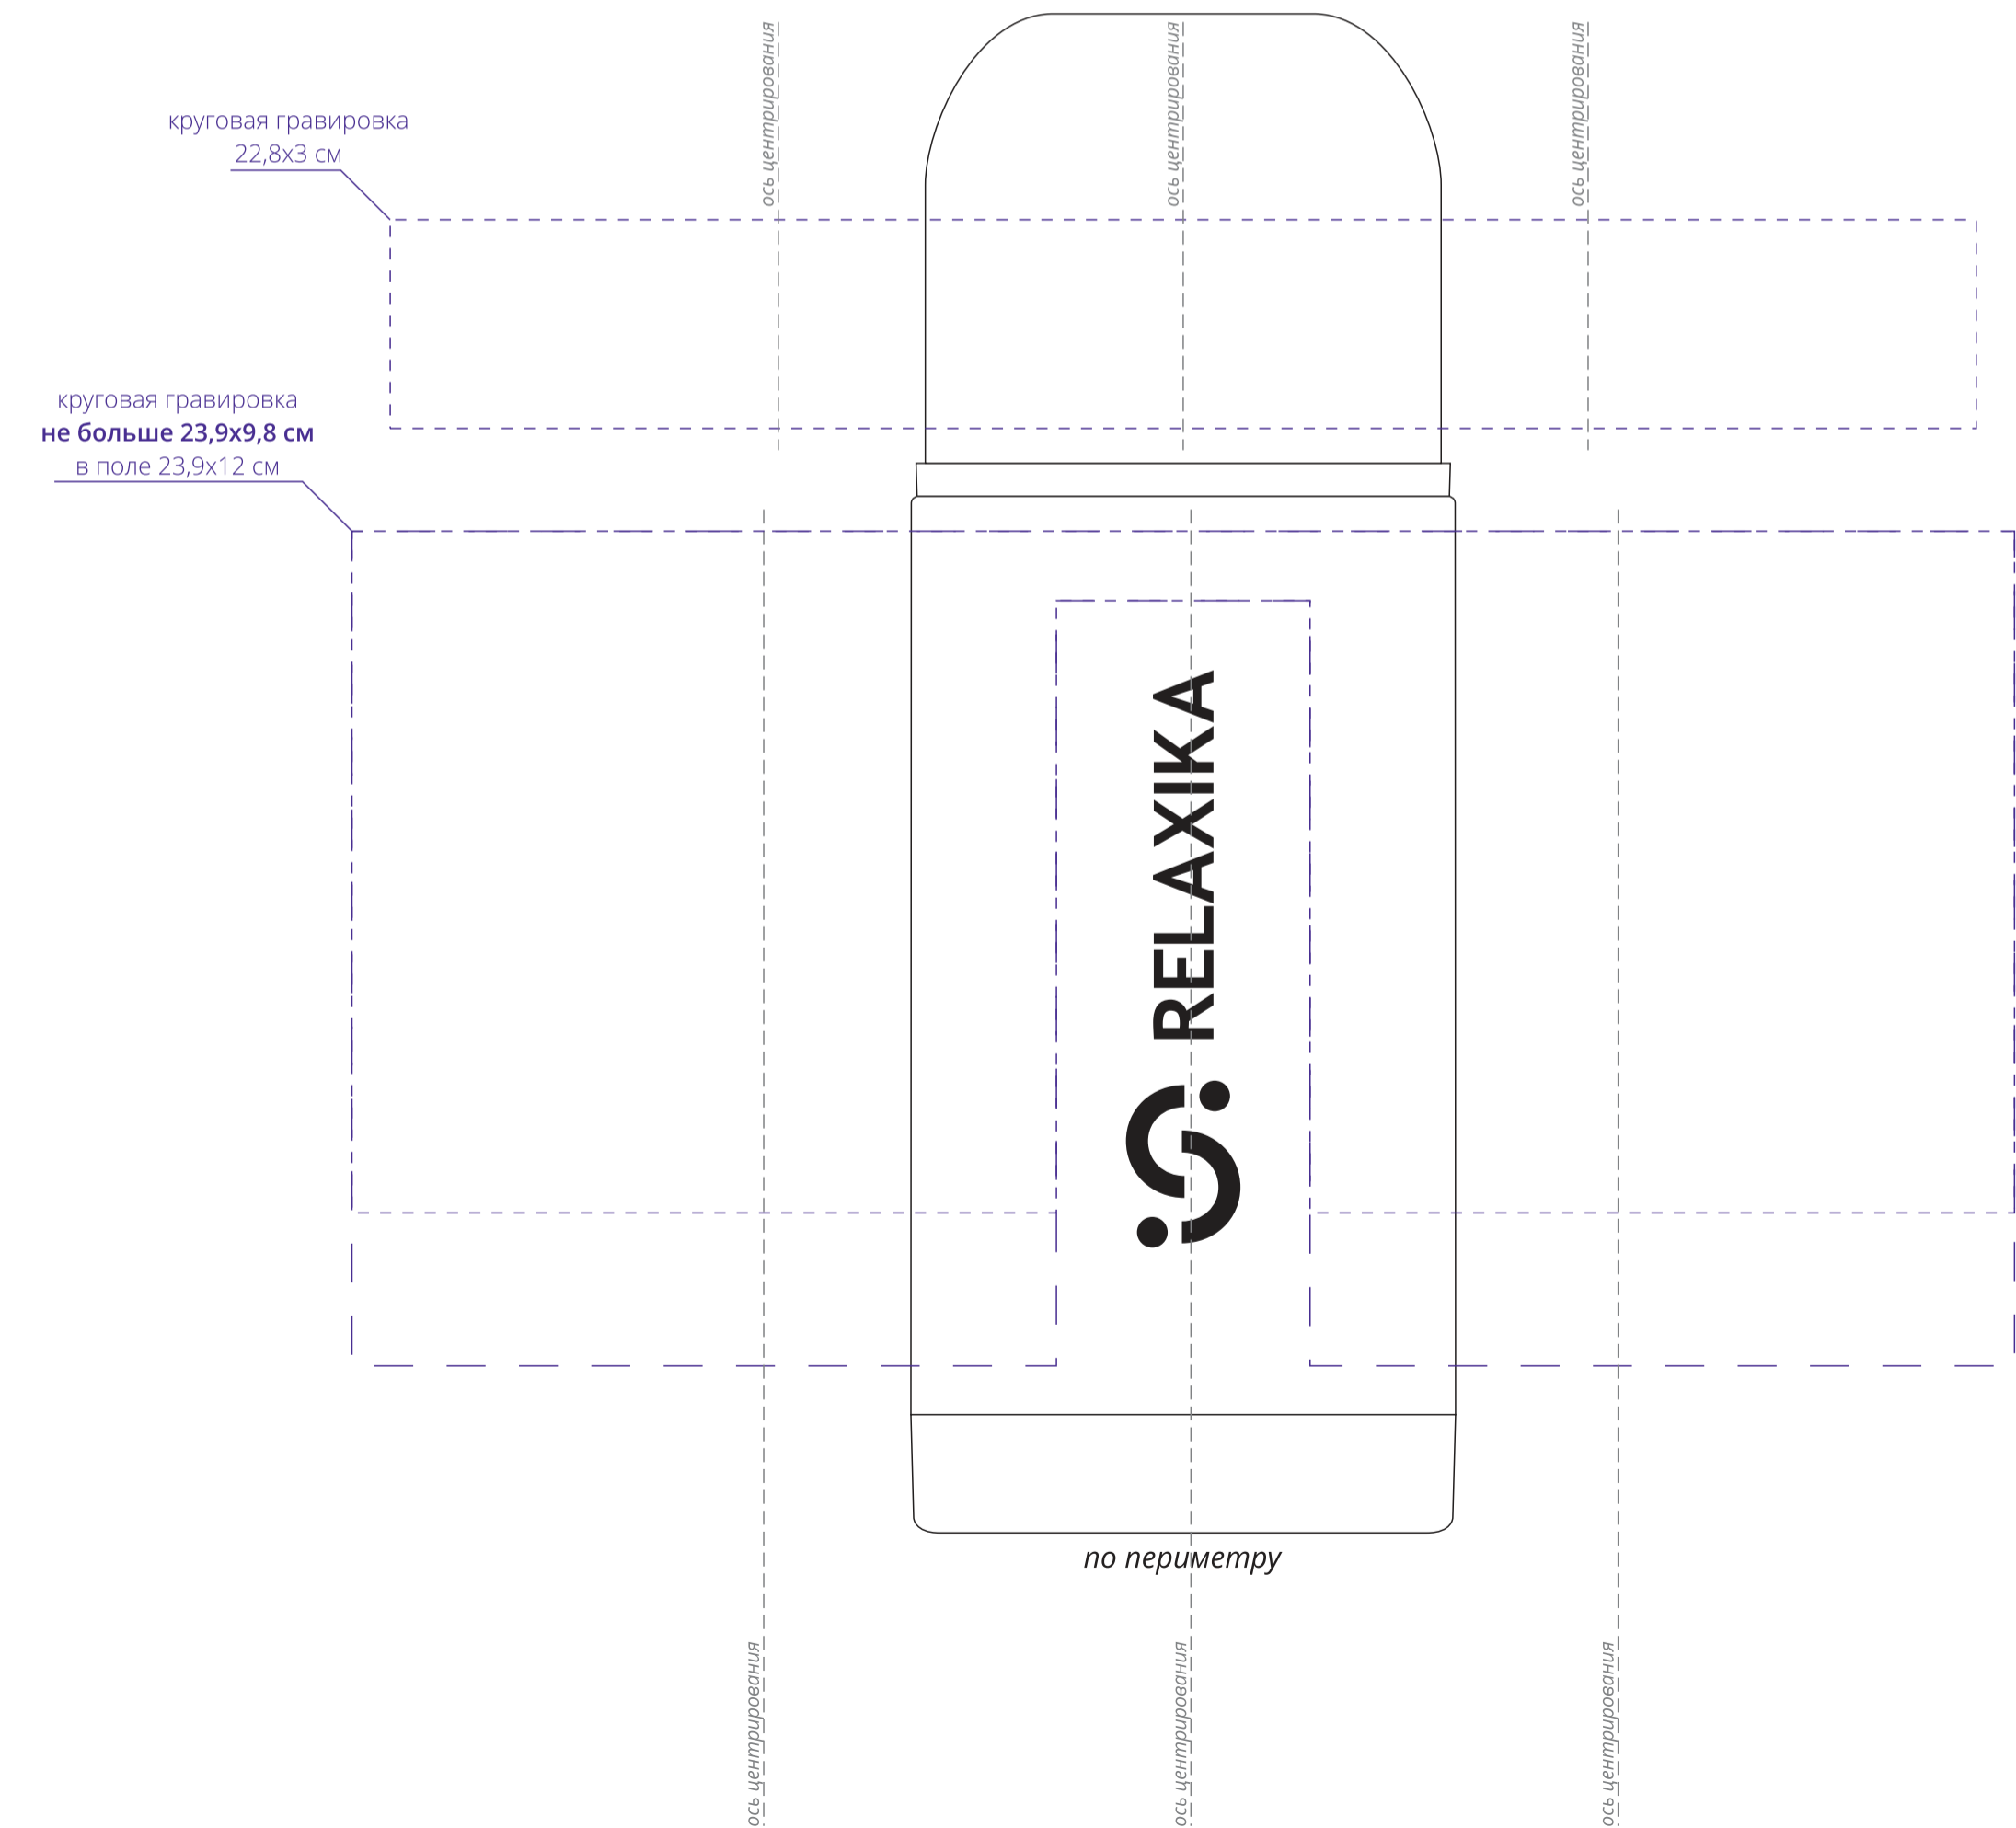 ось центрирования
ось центрирования
ось центрирования
круговая гравировка
22,8х3 см
круговая гравировка
не больше 23,9х9,8 см
в поле 23,9х12 см
RELAXIKA
по периметру
ось центрирования
ось центрирования
ось центрирования